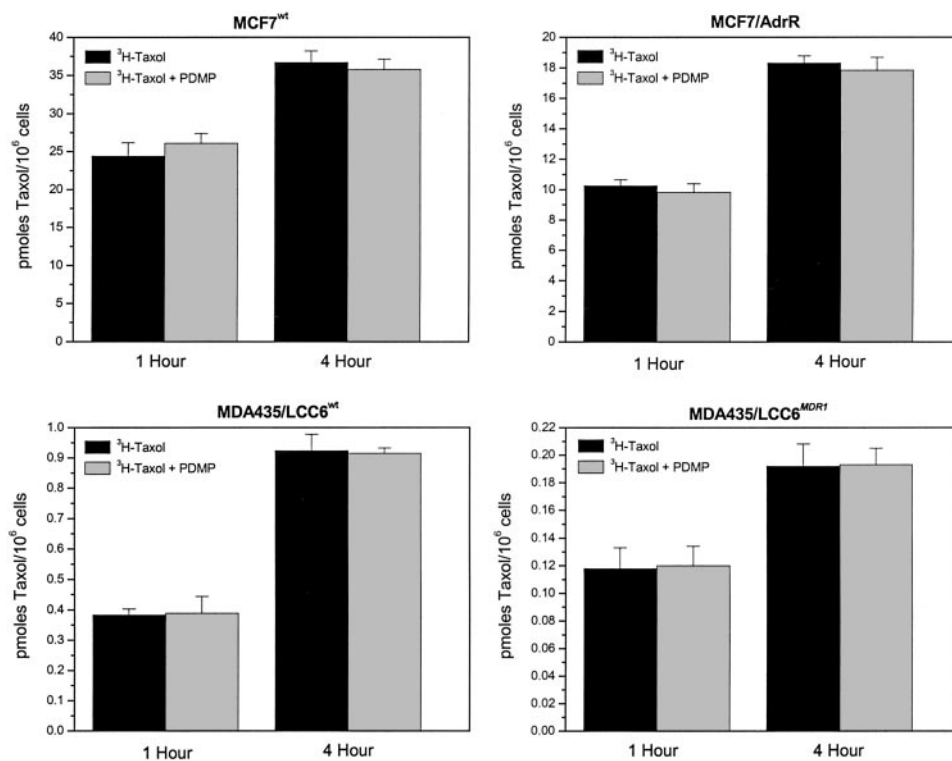 MCF7ʷᵗ
³H-Taxol
³H-Taxol + PDMP
pmoles Taxol/10⁶ cells
40
35
30
25
20
15
10
5
0
1 Hour 4 Hour
MCF7/AdrR
³H-Taxol
³H-Taxol + PDMP
pmoles Taxol/10⁶ cells
20
18
16
14
12
10
8
6
4
2
0
1 Hour 4 Hour
MDA435/LCC6ʷᵗ
³H-Taxol
³H-Taxol + PDMP
pmoles Taxol/10⁶ cells
1.0
0.9
0.8
0.7
0.6
0.5
0.4
0.3
0.2
0.1
0.0
1 Hour 4 Hour
MDA435/LCC6ᴹᴰᴿ¹
³H-Taxol
³H-Taxol + PDMP
pmoles Taxol/10⁶ cells
0.22
0.20
0.18
0.16
0.14
0.12
0.10
0.08
0.06
0.04
0.02
0.00
1 Hour 4 Hour